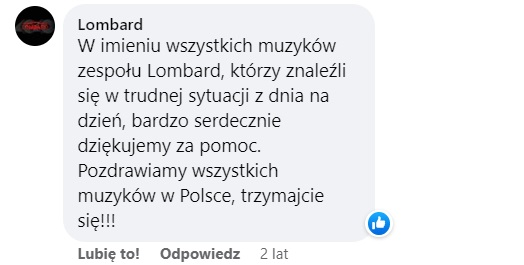 Lombard
W imieniu wszystkich muzyków
zespołu Lombard, którzy znaleźli
się w trudnej sytuacji z dnia na
dzień, bardzo serdecznie
dziękujemy za pomoc.
Pozdrawiamy wszystkich
muzyków w Polsce, trzymajcie
się!!!
Lubię to! Odpowiedz 2 lat